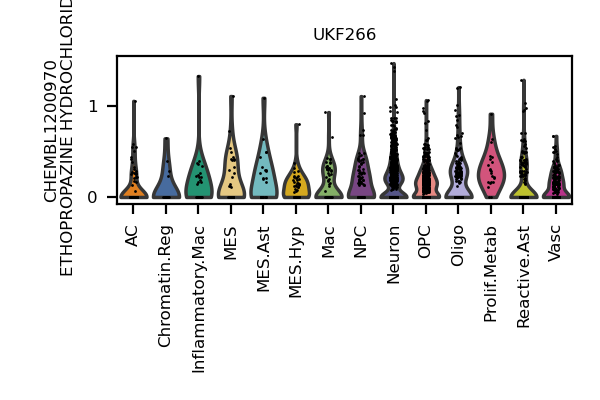 UKF266
CHEMBL1200970
ETHOPROPAZINE HYDROCHLORID
1
0
AC
Chromatin.Reg
Inflammatory.Mac
MES
MES.Ast
MES.Hyp
Mac
NPC
Neuron
OPC
Oligo
Prolif.Metab
Reactive.Ast
Vasc